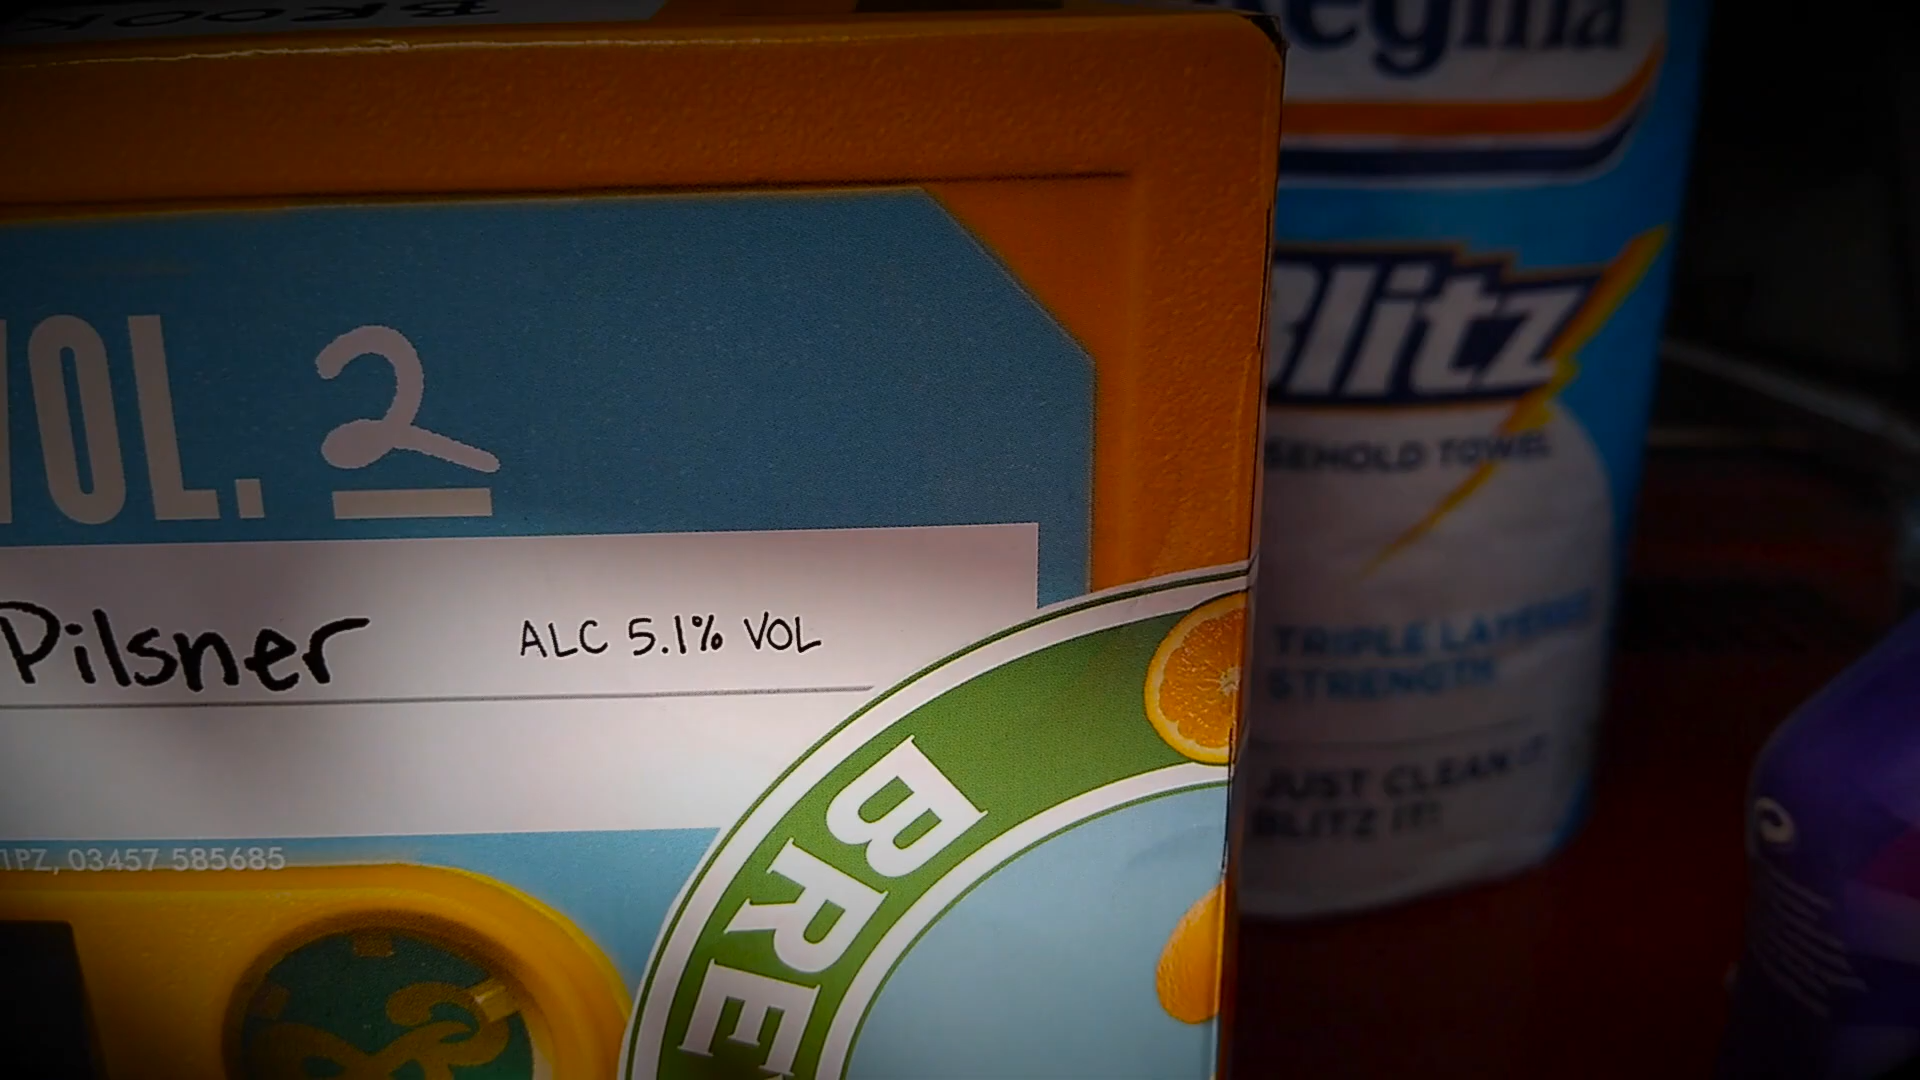 BROOK
VOL. 2
Pilsner ALC 5.1% VOL
1PZ, 03457 585685
BRE
Regina
Blitz
SEHOLD TOWEL
TRIPLE LAYERED
STRENGTH
JUST CLEAN IT
BLITZ IT!